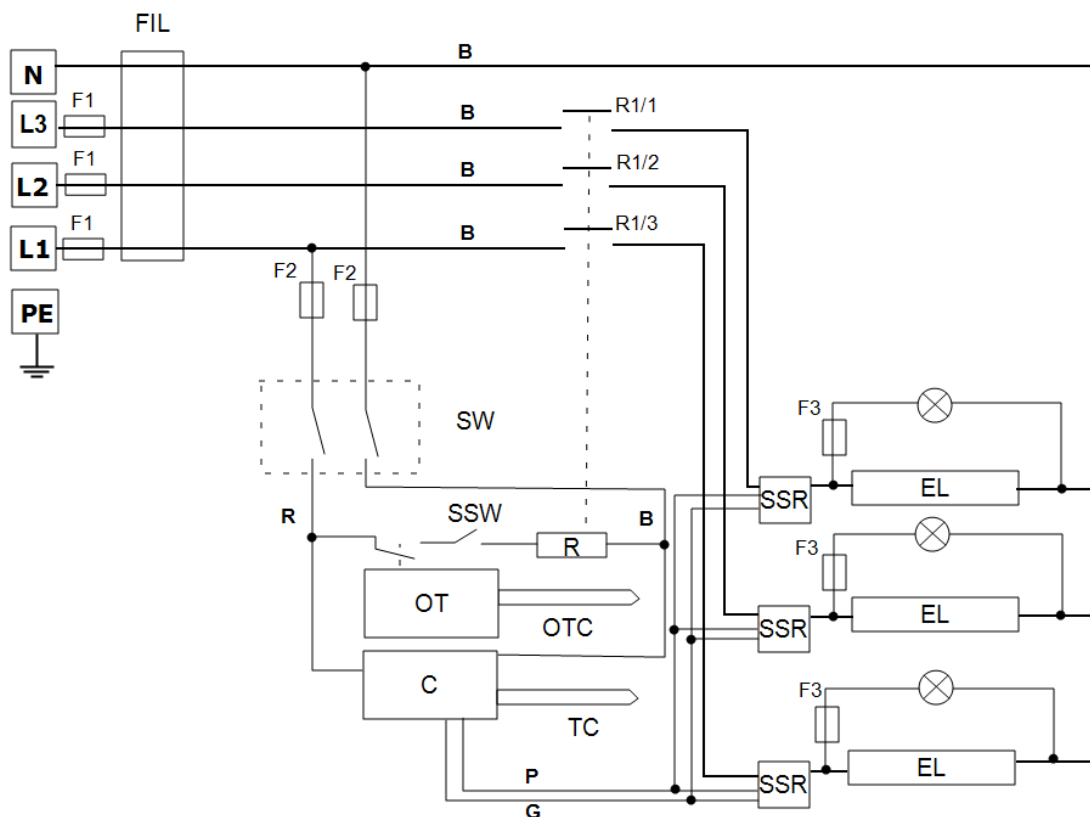 FIL
N
B
F1
L3
B
R1/1
F1
L2
B
R1/2
F1
L1
B
R1/3
F2
F2
PE
SW
F3
SSR
EL
R
SSW
B
R
F3
OT
OTC
SSR
EL
C
TC
F3
P
SSR
EL
G